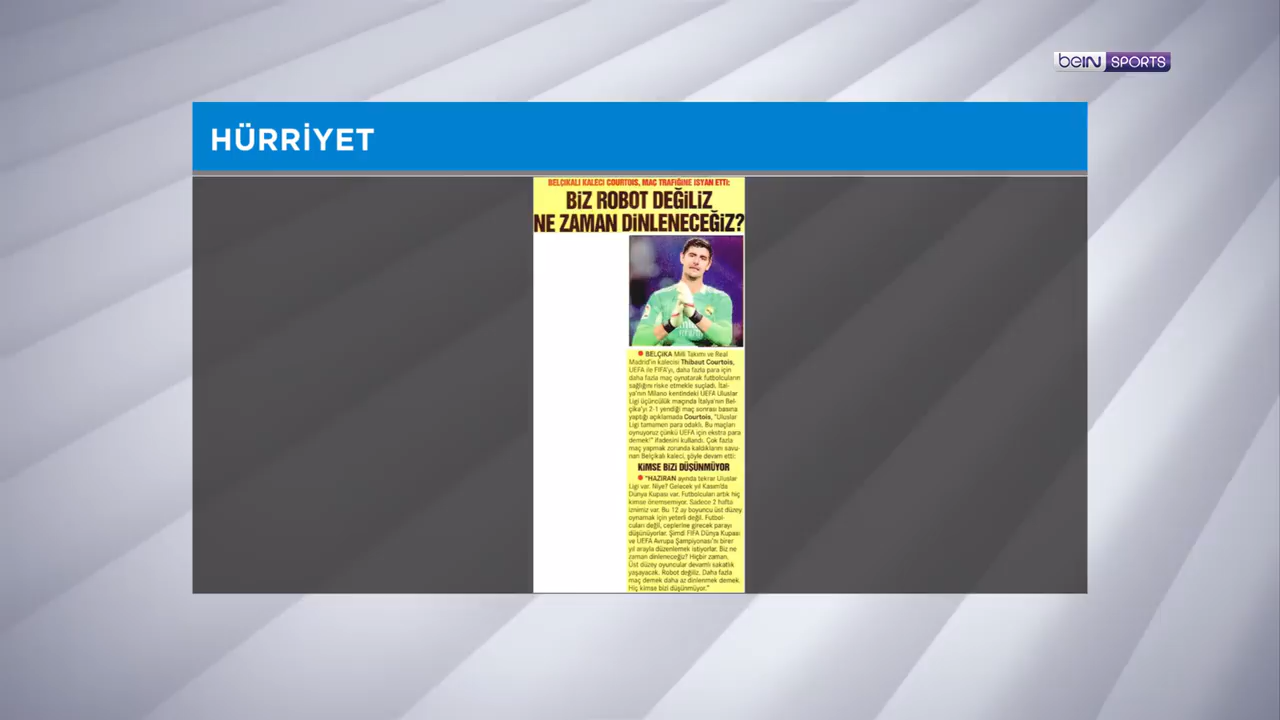 beIN SPORTS
HÜRRİYET
BELÇİKALI KALECİ COURTOIS, MAÇ TRAFİĞİNE İSYAN ETTİ:
BİZ ROBOT DEĞİLİZ
NE ZAMAN DİNLENECEĞİZ?
BELÇİKA Milli Takımı ve Real
Madrid'in kalecisi Thibaut Courtois,
UEFA ile FIFA'yı, daha fazla para için
daha fazla maç oynatarak futbolcuların
sağlığını riske etmekle suçladı. İtal-
ya'nın Milano kentindeki UEFA Uluslar
Ligi üçüncülük maçında İtalya'nın Bel-
çika'yı 2-1 yendiği maç sonrası basına
yaptığı açıklamada Courtois, "Uluslar
Ligi tamamen para odaklı. Bu maçları
oynuyoruz çünkü UEFA için ekstra para
demek!" ifadesini kullandı. Çok fazla
maç yapmak zorunda kaldıklarını savu-
nan Belçikalı kaleci, şöyle devam etti:
KİMSE BİZİ DÜŞÜNMÜYOR
"HAZİRAN ayında tekrar Uluslar
Ligi var. Niye? Gelecek yıl Kasım'da
Dünya Kupası var. Futbolcuları artık hiç
kimse önemsemiyor. Sadece 2 hafta
iznimiz var. Bu 12 ay boyuncu üst düzey
oynamak için yeterli değil. Futbol-
cuları değil, ceplerine girecek parayı
düşünüyorlar. Şimdi FIFA Dünya Kupası
ve UEFA Avrupa Şampiyonası'nı birer
yıl arayla düzenlemek istiyorlar. Biz ne
zaman dinleneceğiz? Hiçbir zaman.
Üst düzey oyuncular devamlı sakatlık
yaşayacak. Robot değiliz. Daha fazla
maç demek daha az dinlenmek demek.
Hiç kimse bizi düşünmüyor."